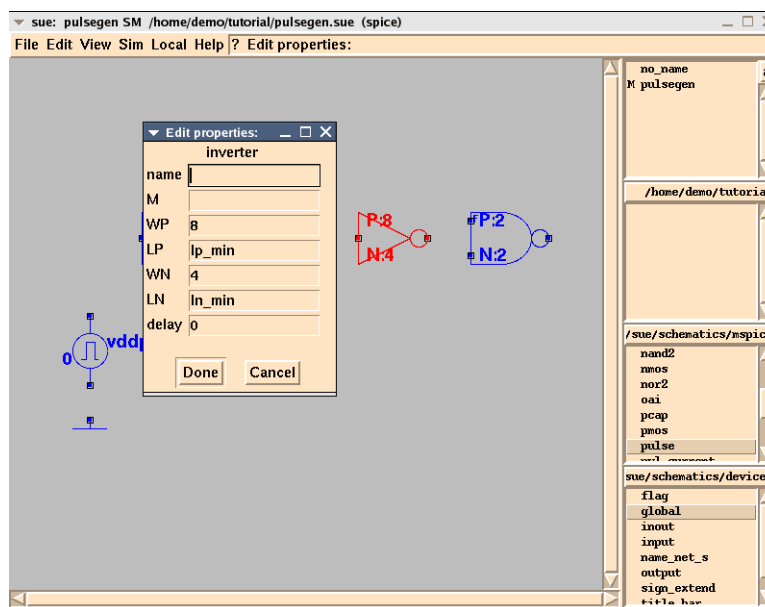 sue: pulsegen SM /home/demo/tutorial/pulsegen.sue (spice)
File Edit View Sim Local Help ? Edit properties:
no_name
M pulsegen
/home/demo/tutoria
Edit properties:
inverter
name
M
WP 8
LP lp_min
WN 4
LN ln_min
delay 0
Done Cancel
P:8
N:4
P:2
N:2
0
vddp
/sue/schematics/mspic
nand2
nmos
nor2
oai
pcap
pmos
pulse
pul_current
sue/schematics/device
flag
global
inout
input
name_net_s
output
sign_extend
title_bar